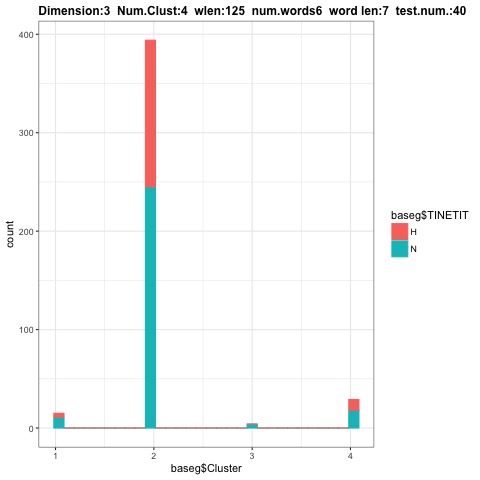 Dimension:3 Num.Clust:4 wlen:125 num.words6 word len:7 test.num.:40
400
300
200
100
0
count
1 2 3 4
baseg$Cluster
baseg$TINETIT
H
N